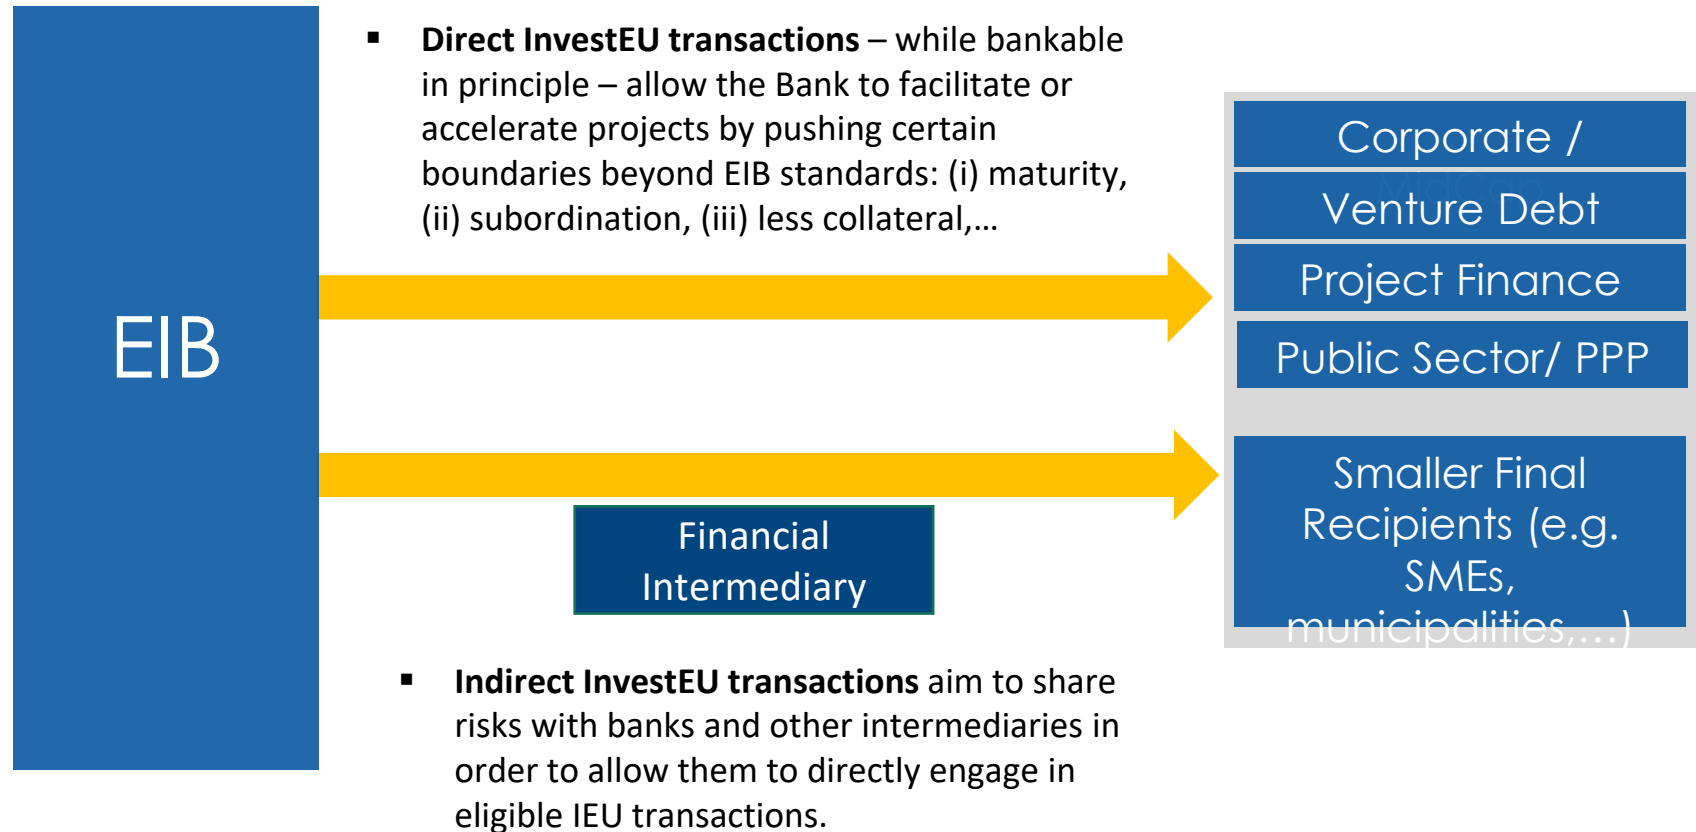 ▪ Direct InvestEU transactions – while bankable
in principle – allow the Bank to facilitate or
accelerate projects by pushing certain
boundaries beyond EIB standards: (i) maturity,
(ii) subordination, (iii) less collateral,…
EIB
Corporate /
MidCap
Venture Debt
Project Finance
Public Sector/ PPP
Smaller Final
Recipients (e.g.
SMEs,
municipalities,…)
Financial
Intermediary
▪ Indirect InvestEU transactions aim to share
risks with banks and other intermediaries in
order to allow them to directly engage in
eligible IEU transactions.